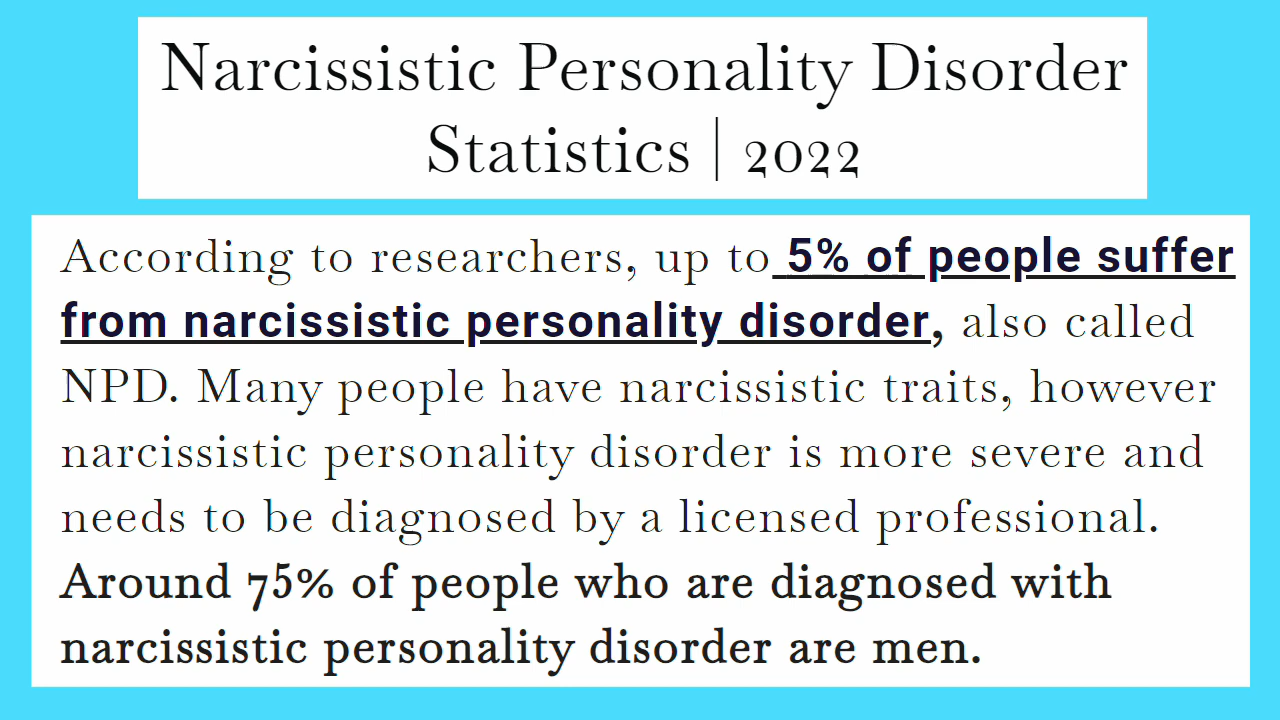 Narcissistic Personality Disorder
Statistics | 2022
According to researchers, up to 5% of people suffer
from narcissistic personality disorder, also called
NPD. Many people have narcissistic traits, however
narcissistic personality disorder is more severe and
needs to be diagnosed by a licensed professional.
Around 75% of people who are diagnosed with
narcissistic personality disorder are men.